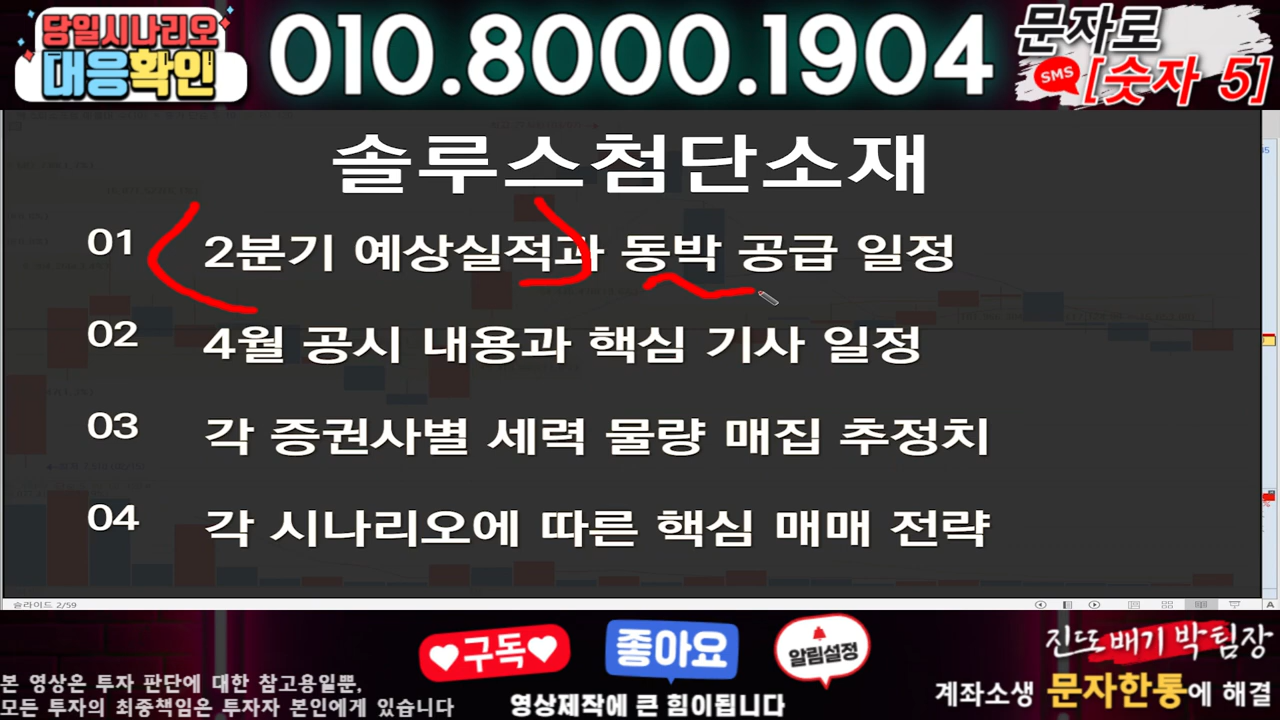 당일시나리오
대응확인
010.8000.1904
문자로
SMS
[숫자 5]
솔루스첨단소재
01 2분기 예상실적과 동박 공급 일정
02 4월 공시 내용과 핵심 기사 일정
03 각 증권사별 세력 물량 매집 추정치
04 각 시나리오에 따른 핵심 매매 전략
슬라이드 2/59
구독
좋아요
알림설정
영상제작에 큰 힘이됩니다
본 영상은 투자 판단에 대한 참고용일뿐,
모든 투자의 최종책임은 투자자 본인에게 있습니다
진또배기 박팀장
계좌소생 문자한통에 해결